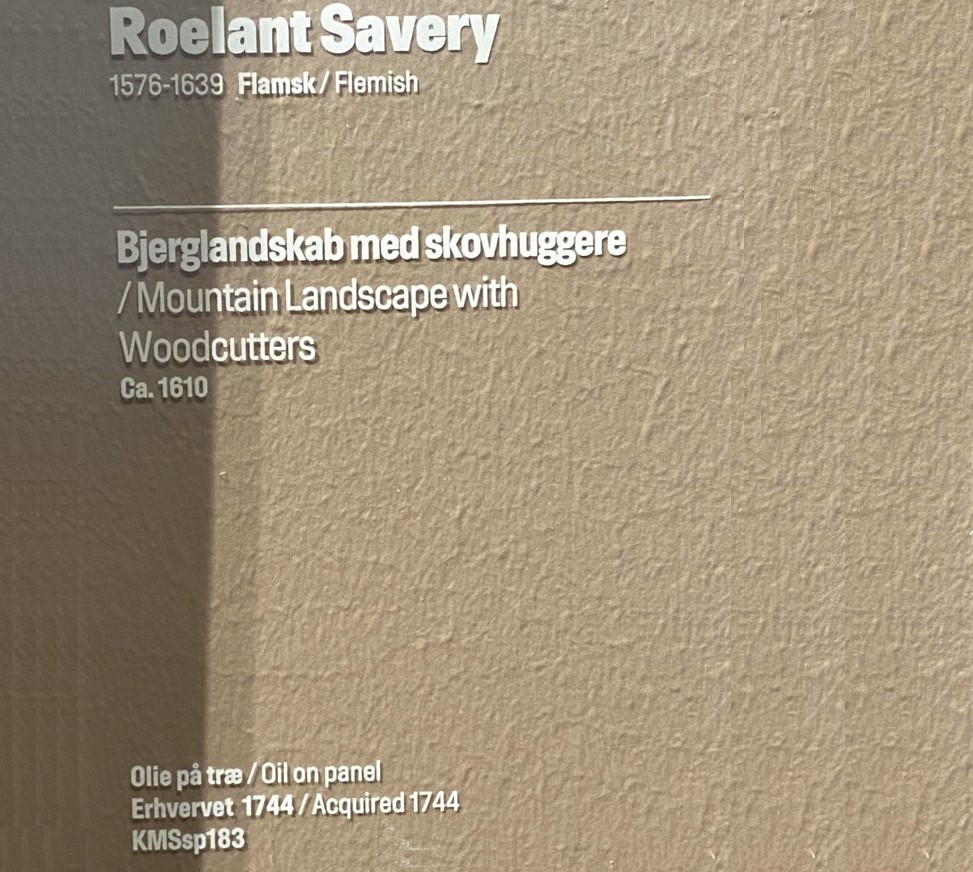 Roelant Savery
1576-1639 Flamsk / Flemish
Bjerglandskab med skovhuggere
/ Mountain Landscape with
Woodcutters
Ca. 1610
Olie på træ / Oil on panel
Erhvervet 1744 / Acquired 1744
KMSsp183